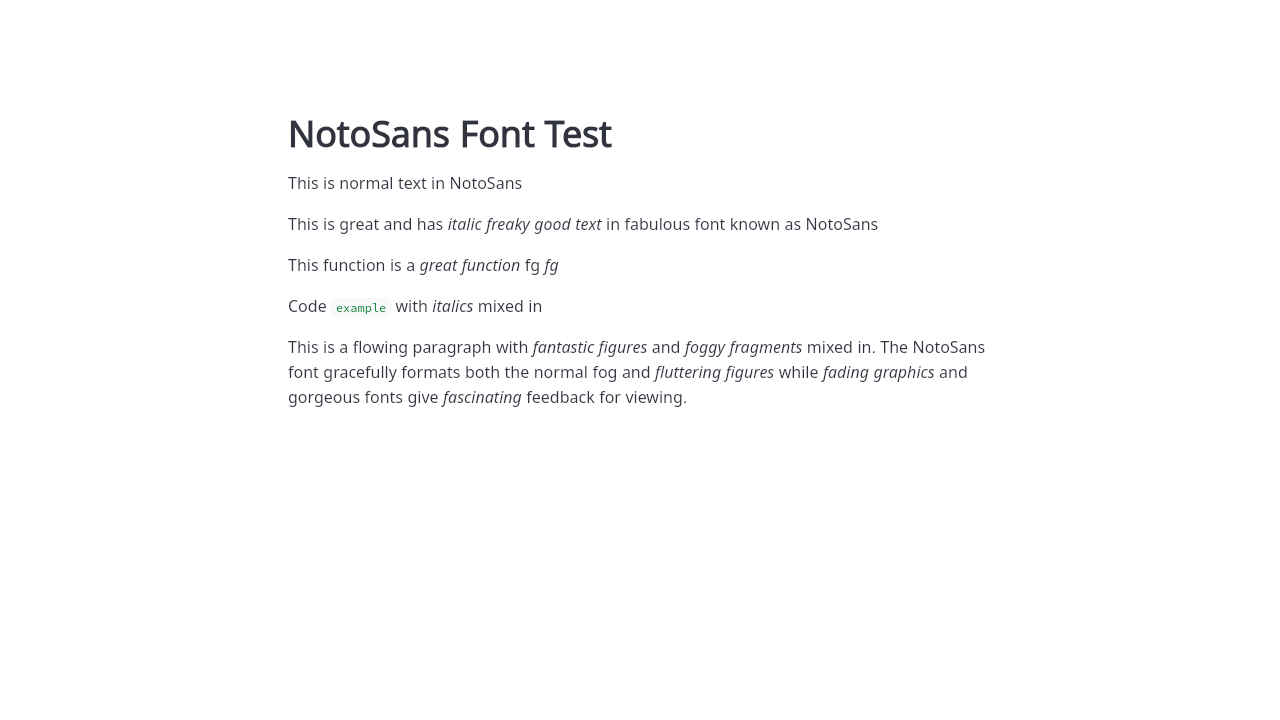 NotoSans Font Test
This is normal text in NotoSans
This is great and has italic freaky good text in fabulous font known as NotoSans
This function is a great function fg fg
Code example with italics mixed in
This is a flowing paragraph with fantastic figures and foggy fragments mixed in. The NotoSans
font gracefully formats both the normal fog and fluttering figures while fading graphics and
gorgeous fonts give fascinating feedback for viewing.